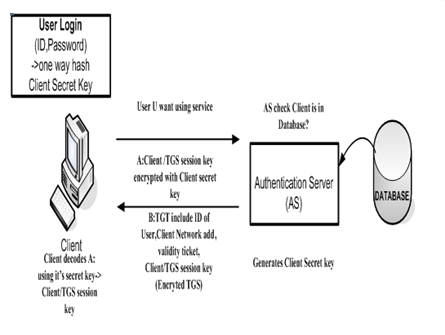 User Login
(ID,Password)
->one way hash
Client Secret Key
User U want using service
AS check Client is in
Database?
A:Client /TGS session key
encrypted with Client secret
key
Authentication Server
(AS)
DATABASE
B:TGT include ID of
User,Client Network add,
validity ticket,
Client/TGS session key
(Encryted TGS)
Client
Client decodes A:
using it's secret key->
Client/TGS session
key
Generates Client Secret key